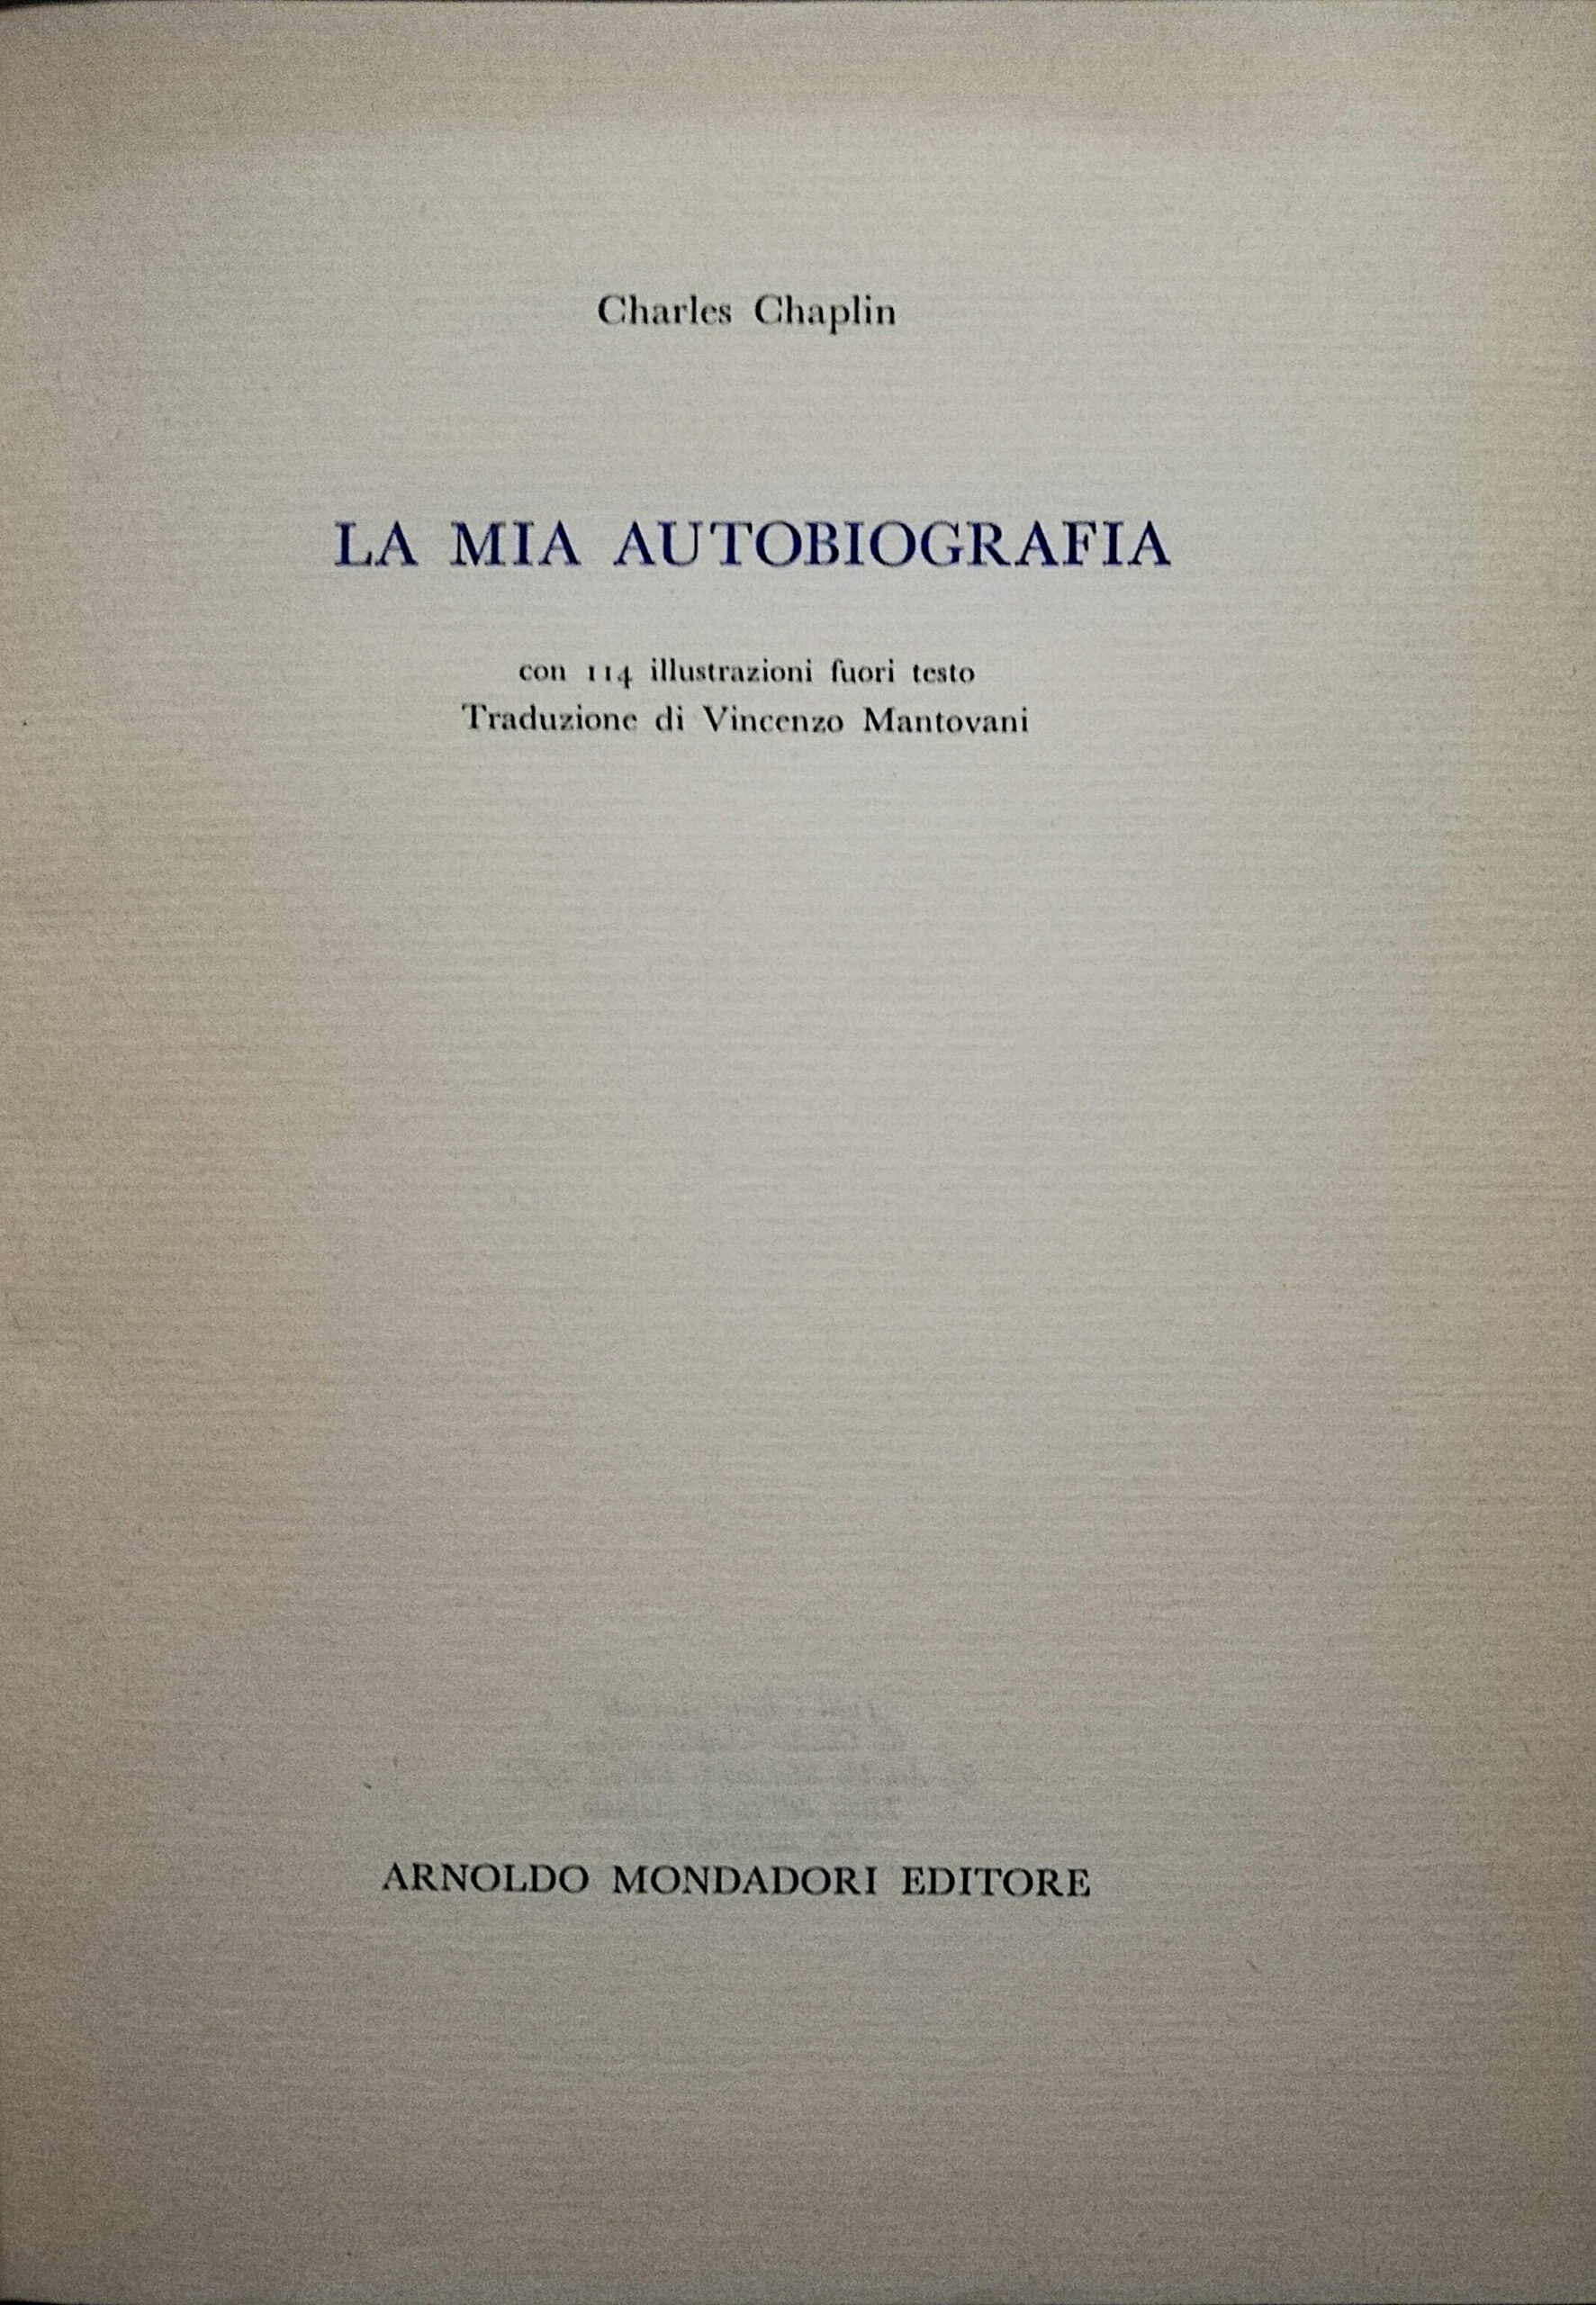 Charles Chaplin
LA MIA AUTOBIOGRAFIA
con 114 illustrazioni fuori testo
Traduzione di Vincenzo Mantovani
ARNOLDO MONDADORI EDITORE